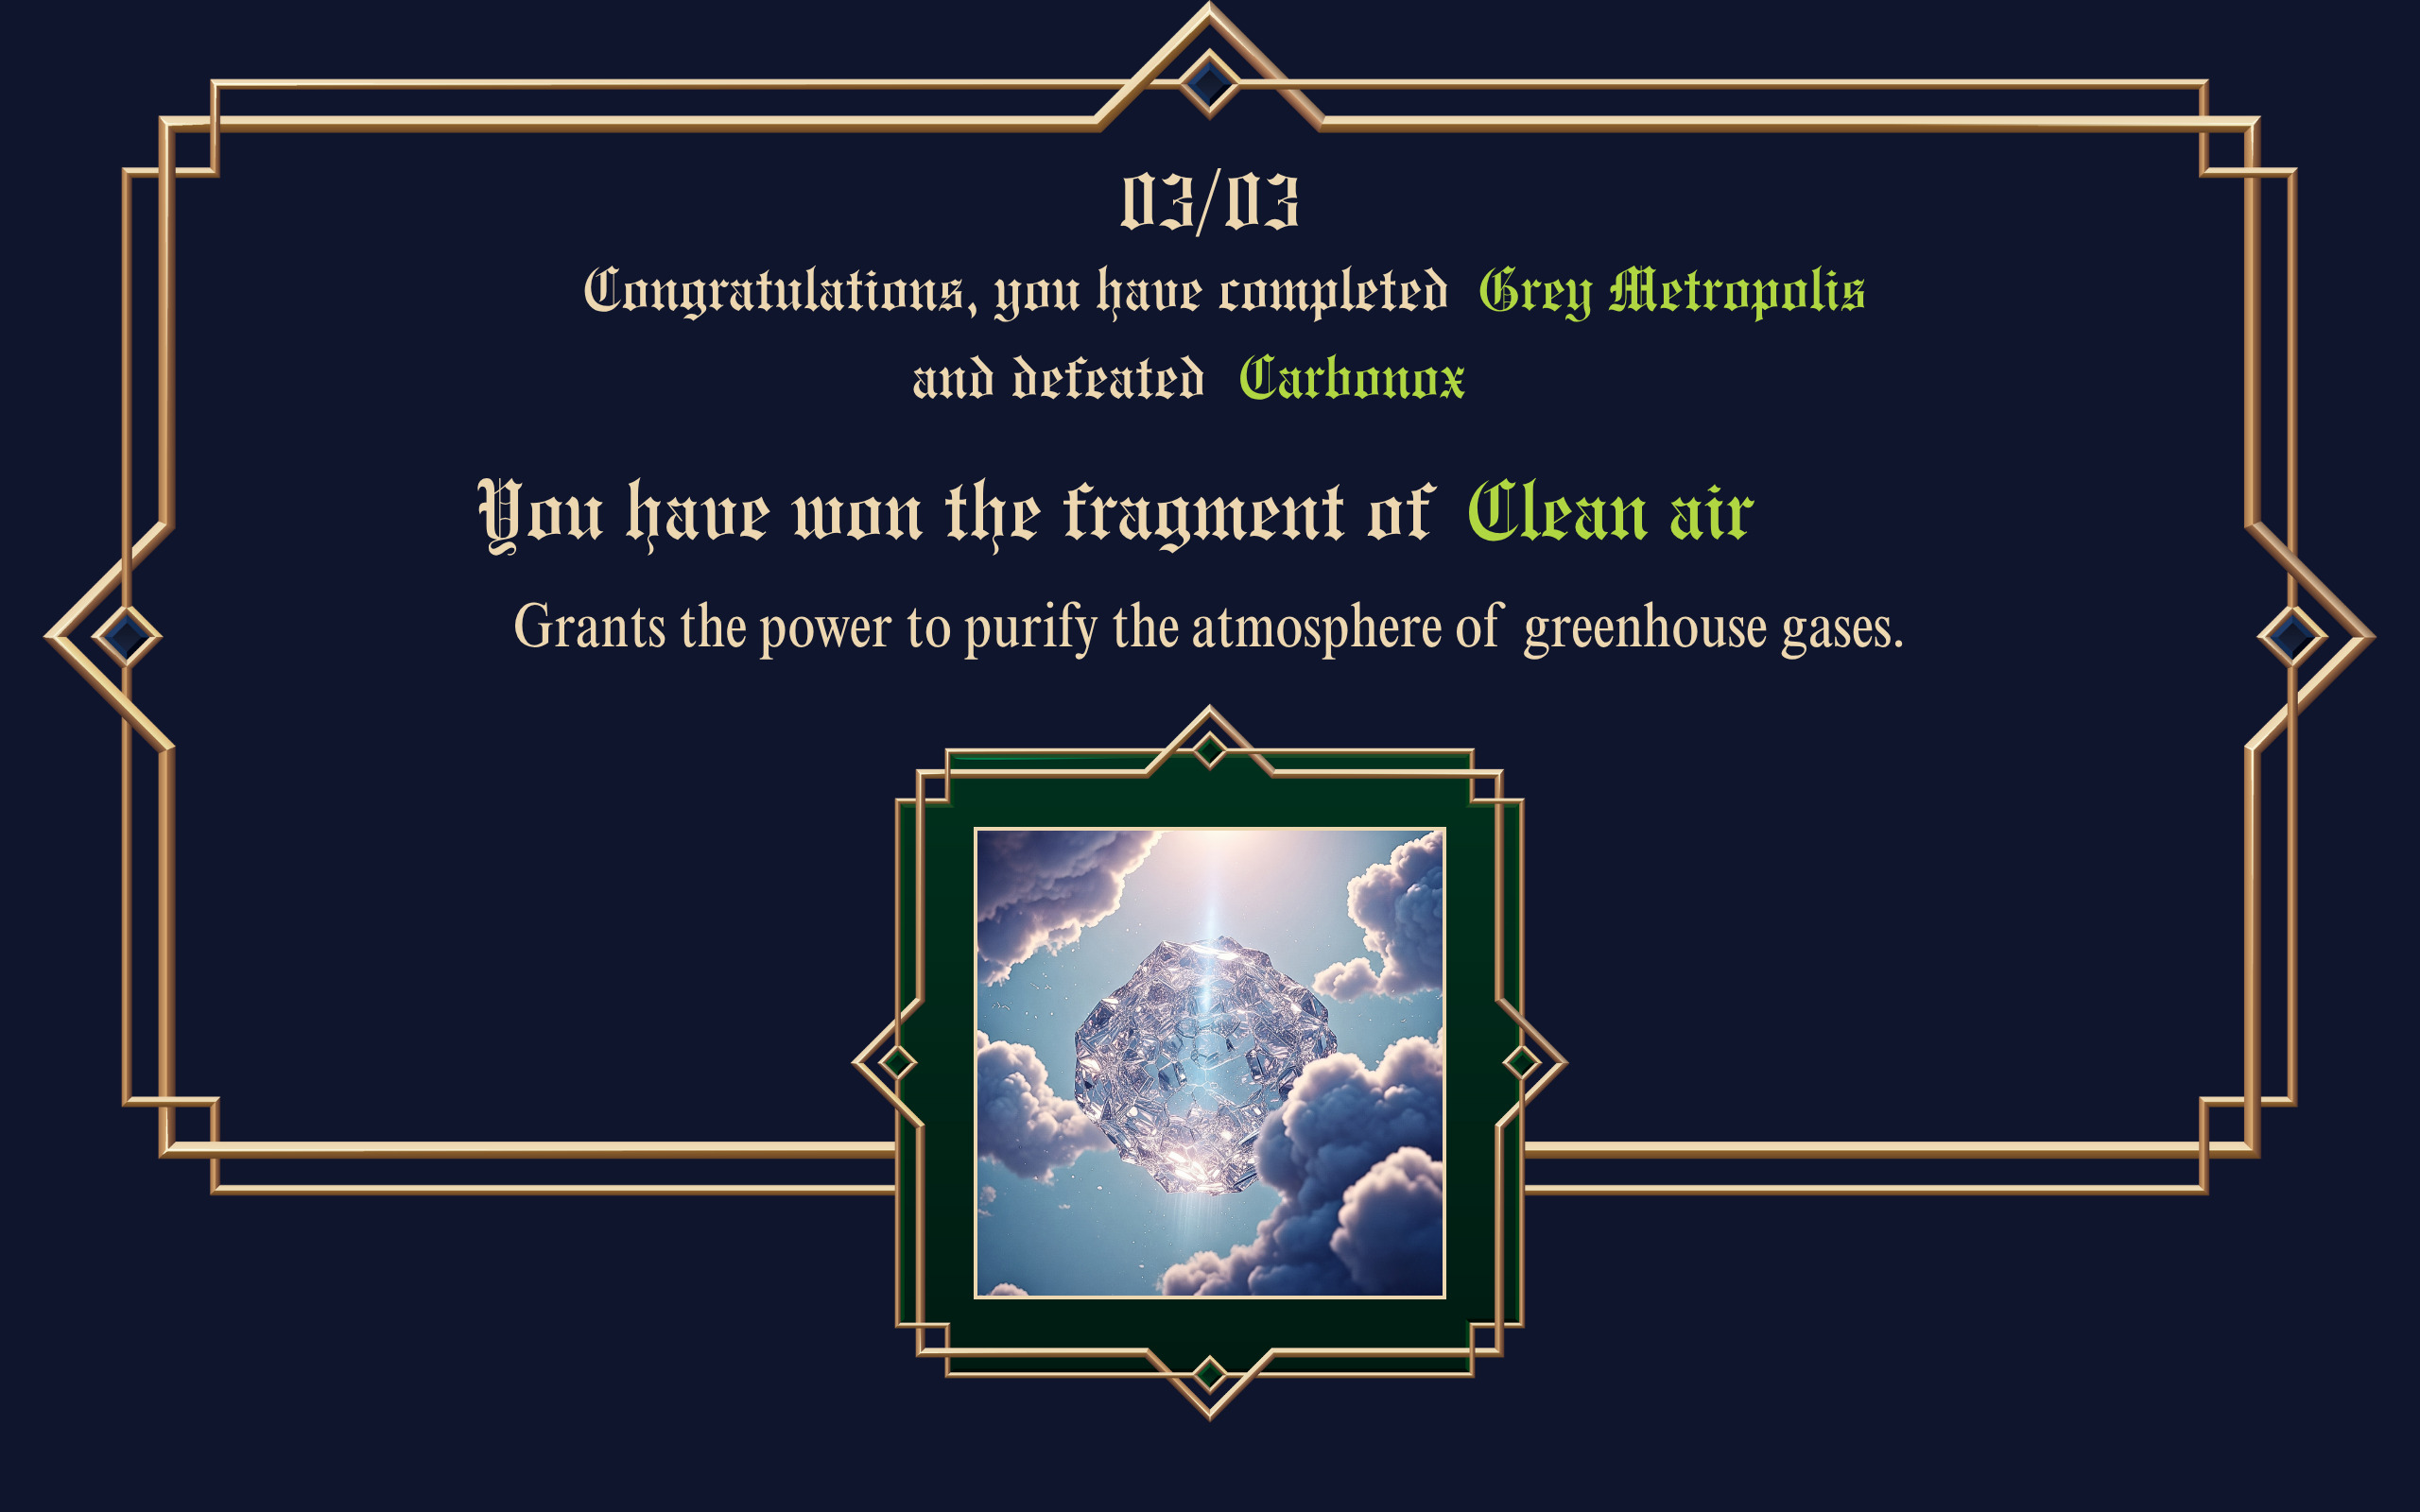 03/03
Congratulations, you have completed Grey Metropolis
and defeated Carbonox
You have won the fragment of Clean air
Grants the power to purify the atmosphere of greenhouse gases.